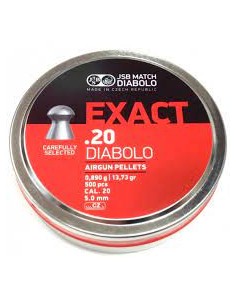 JSB MATCH
DIABOLO
MADE IN CZECH REPUBLIC
EXACT
.20
CAREFULLY
SELECTED
DIABOLO
AIRGUN PELLETS
0,890 g | 13,73 gr
500 pcs
CAL. 20
5.0 mm